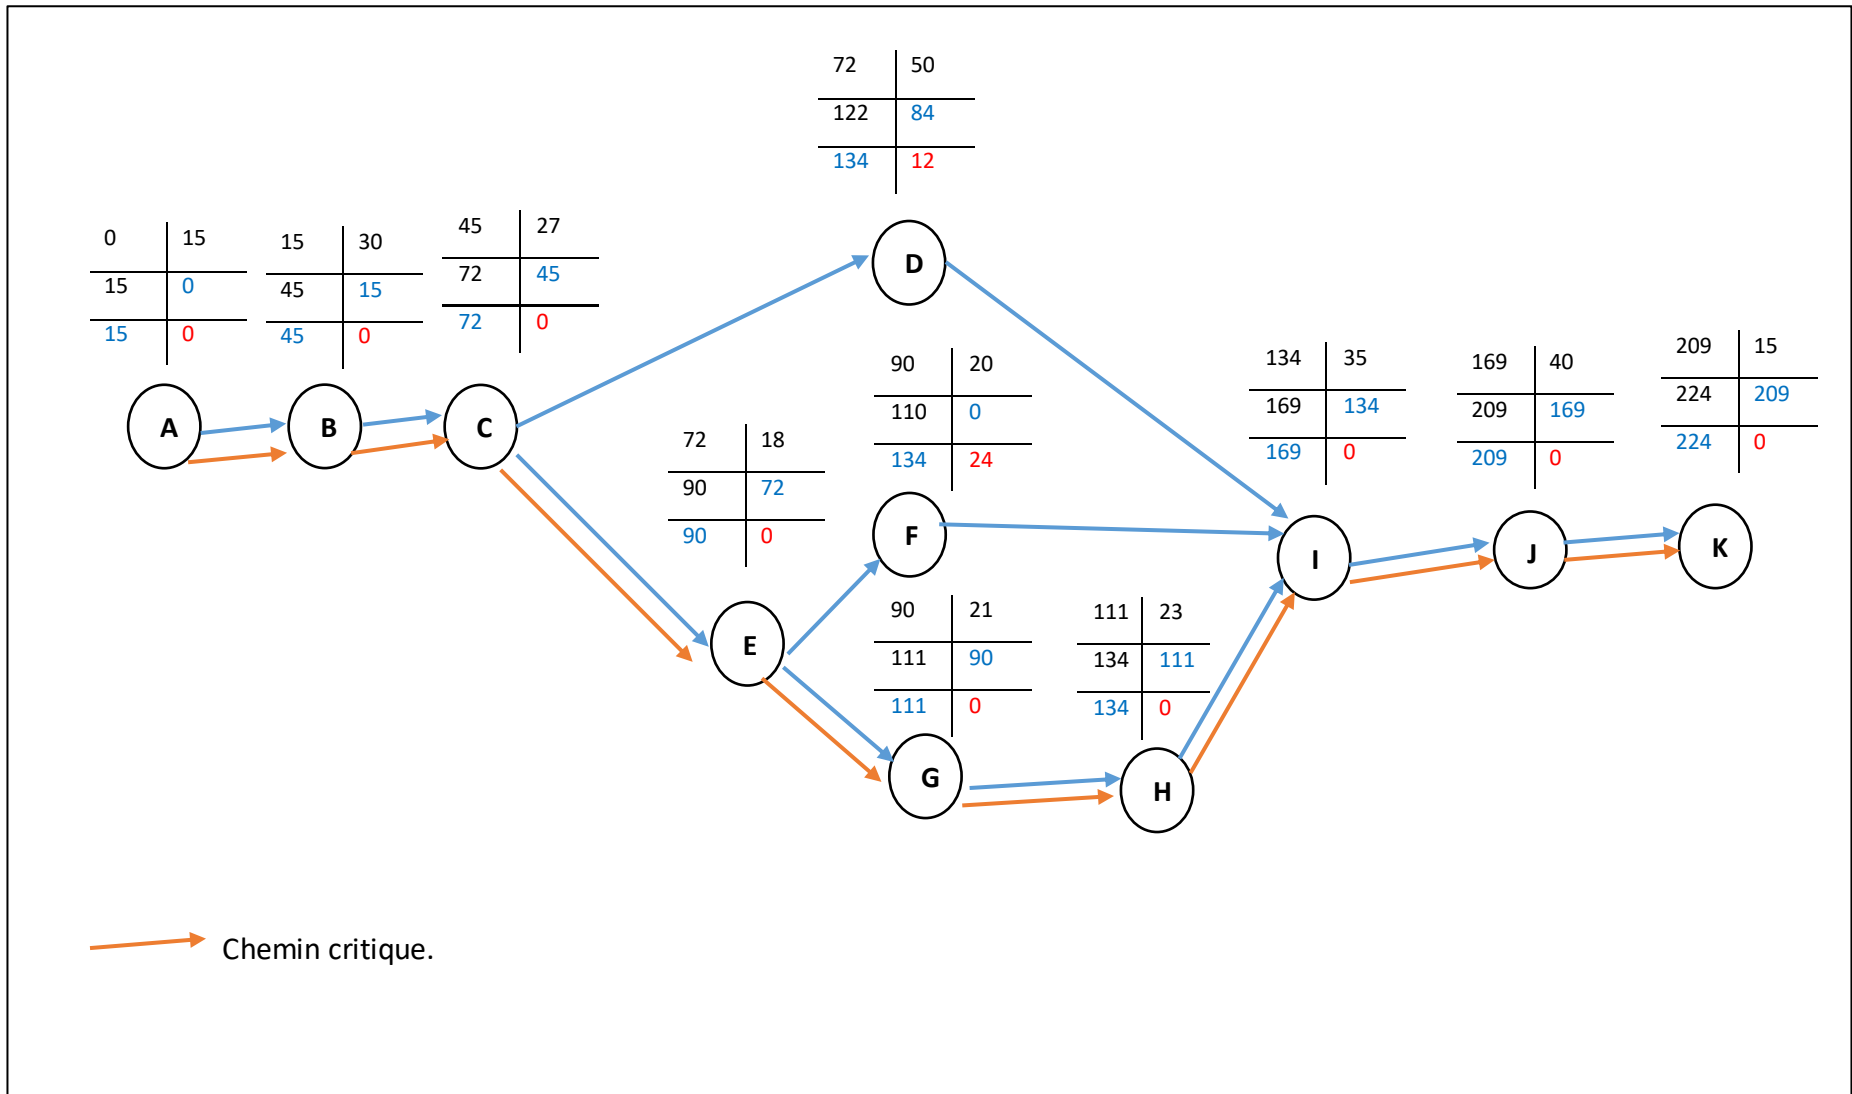 72 50
122 84
134 12
0 15
15 0
15 0
15 30
45 15
45 0
45 27
72 45
72 0
D
A
B
C
72 18
90 72
90 0
90 20
110 0
134 24
134 35
169 134
169 0
169 40
209 169
209 0
209 15
224 209
224 0
F
I
J
K
E
90 21
111 90
111 0
111 23
134 111
134 0
G
H
Chemin critique.